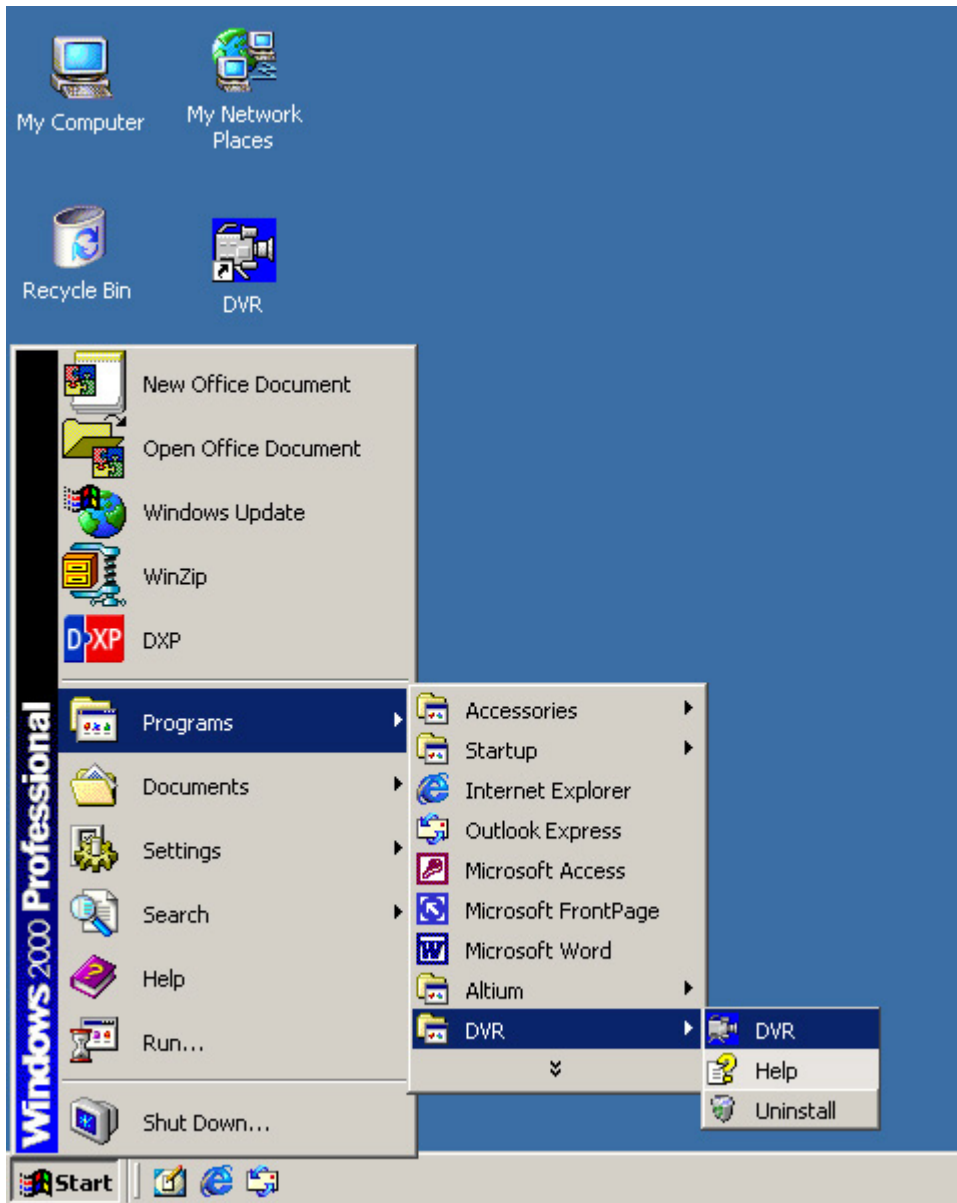 My Computer
My Network
Places
Recycle Bin
DVR
New Office Document
Open Office Document
Windows Update
WinZip
DXP
DXP
Programs
Documents
Settings
Search
Help
Run...
Shut Down...
Windows 2000 Professional
Accessories
Startup
Internet Explorer
Outlook Express
Microsoft Access
Microsoft FrontPage
Microsoft Word
Altium
DVR
DVR
Help
Uninstall
Start